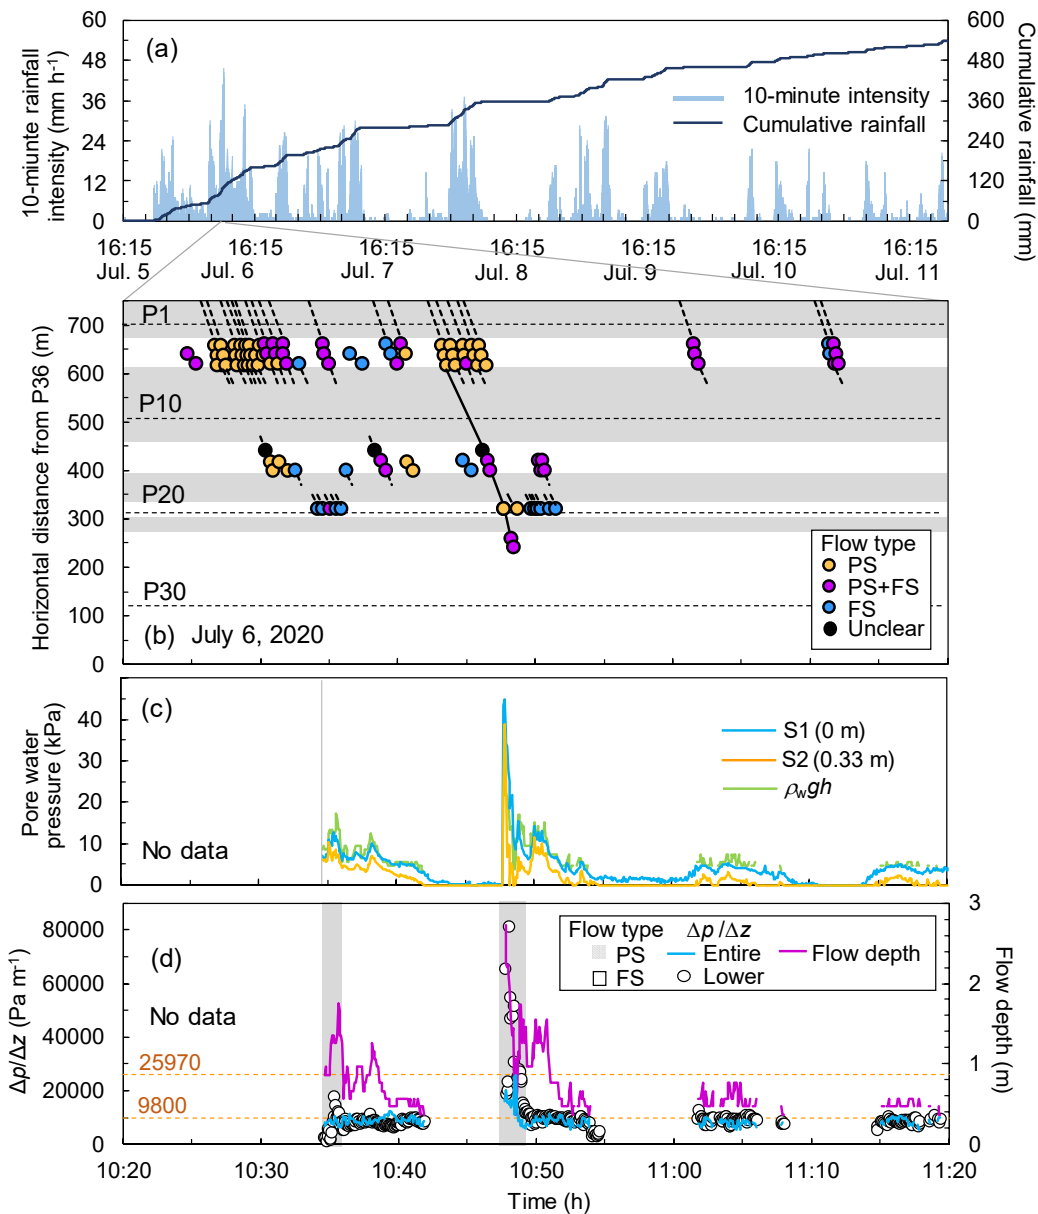 60
48
36
24
12
0
10-miunte rainfall
intensity (mm h⁻¹)
(a)
10-minute intensity
Cumulative rainfall
600
480
360
240
120
0
Cumulative rainfall (mm)
16:15 16:15 16:15 16:15 16:15 16:15 16:15
Jul. 5 Jul. 6 Jul. 7 Jul. 8 Jul. 9 Jul. 10 Jul. 11
Horizontal distance from P36 (m)
700
600
500
400
300
200
100
0
P1
P10
P20
P30
(b) July 6, 2020
Flow type
PS
PS+FS
FS
Unclear
Pore water
pressure (kPa)
40
30
20
10
0
(c)
No data
S1 (0 m)
S2 (0.33 m)
ρwgh
Δp/Δz (Pa m⁻¹)
80000
60000
40000
20000
0
(d)
No data
25970
9800
Flow type Δp/Δz
PS Entire Flow depth
FS Lower
3
2
1
0
Flow depth (m)
10:20 10:30 10:40 10:50 11:00 11:10 11:20
Time (h)